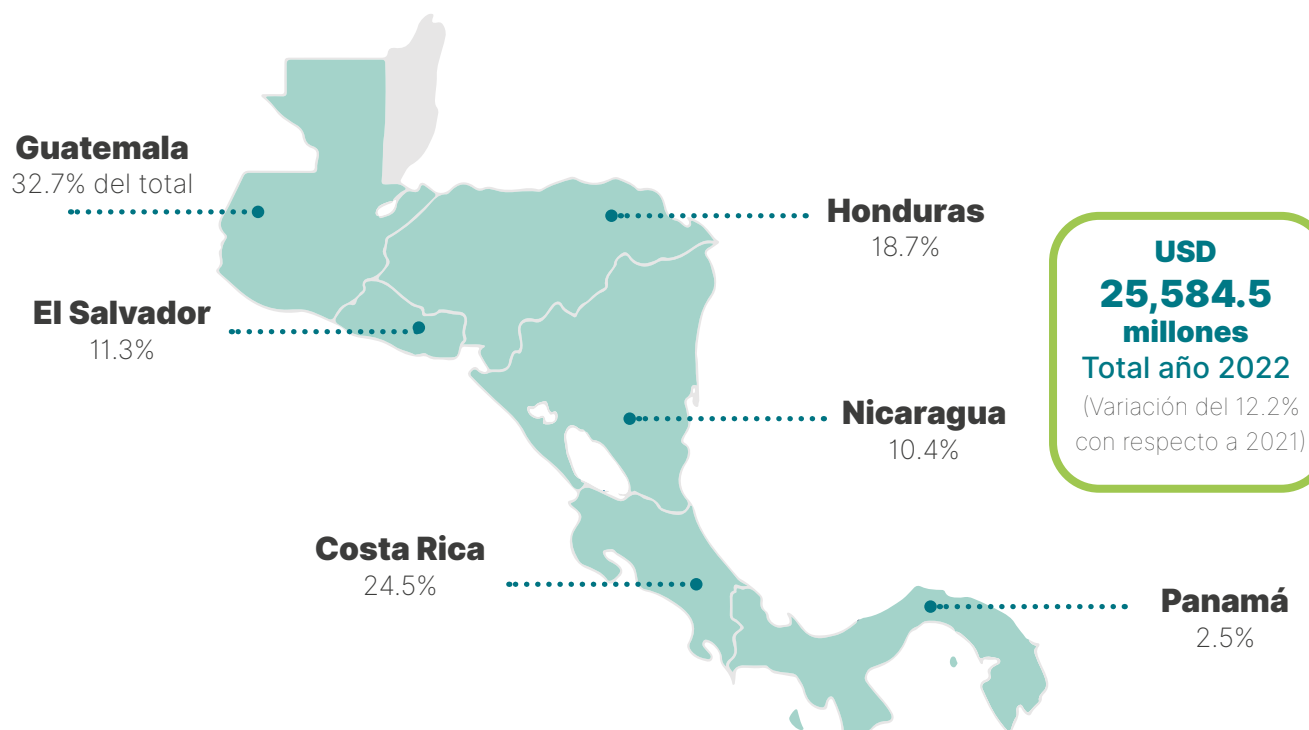 Guatemala
32.7% del total
Honduras
18.7%
USD
25,584.5
millones
Total año 2022
(Variación del 12.2%
con respecto a 2021)
El Salvador
11.3%
Nicaragua
10.4%
Costa Rica
24.5%
Panamá
2.5%